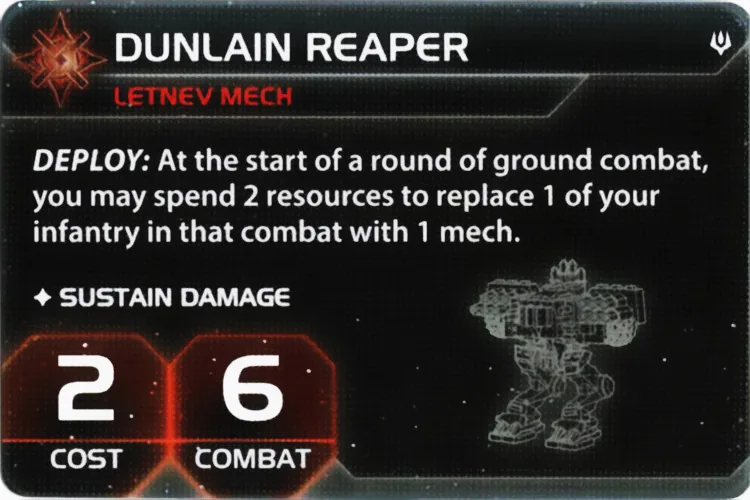 DUNLAIN REAPER
LETNEV MECH
DEPLOY: At the start of a round of ground combat,
you may spend 2 resources to replace 1 of your
infantry in that combat with 1 mech.
✦ SUSTAIN DAMAGE
2 6
COST COMBAT